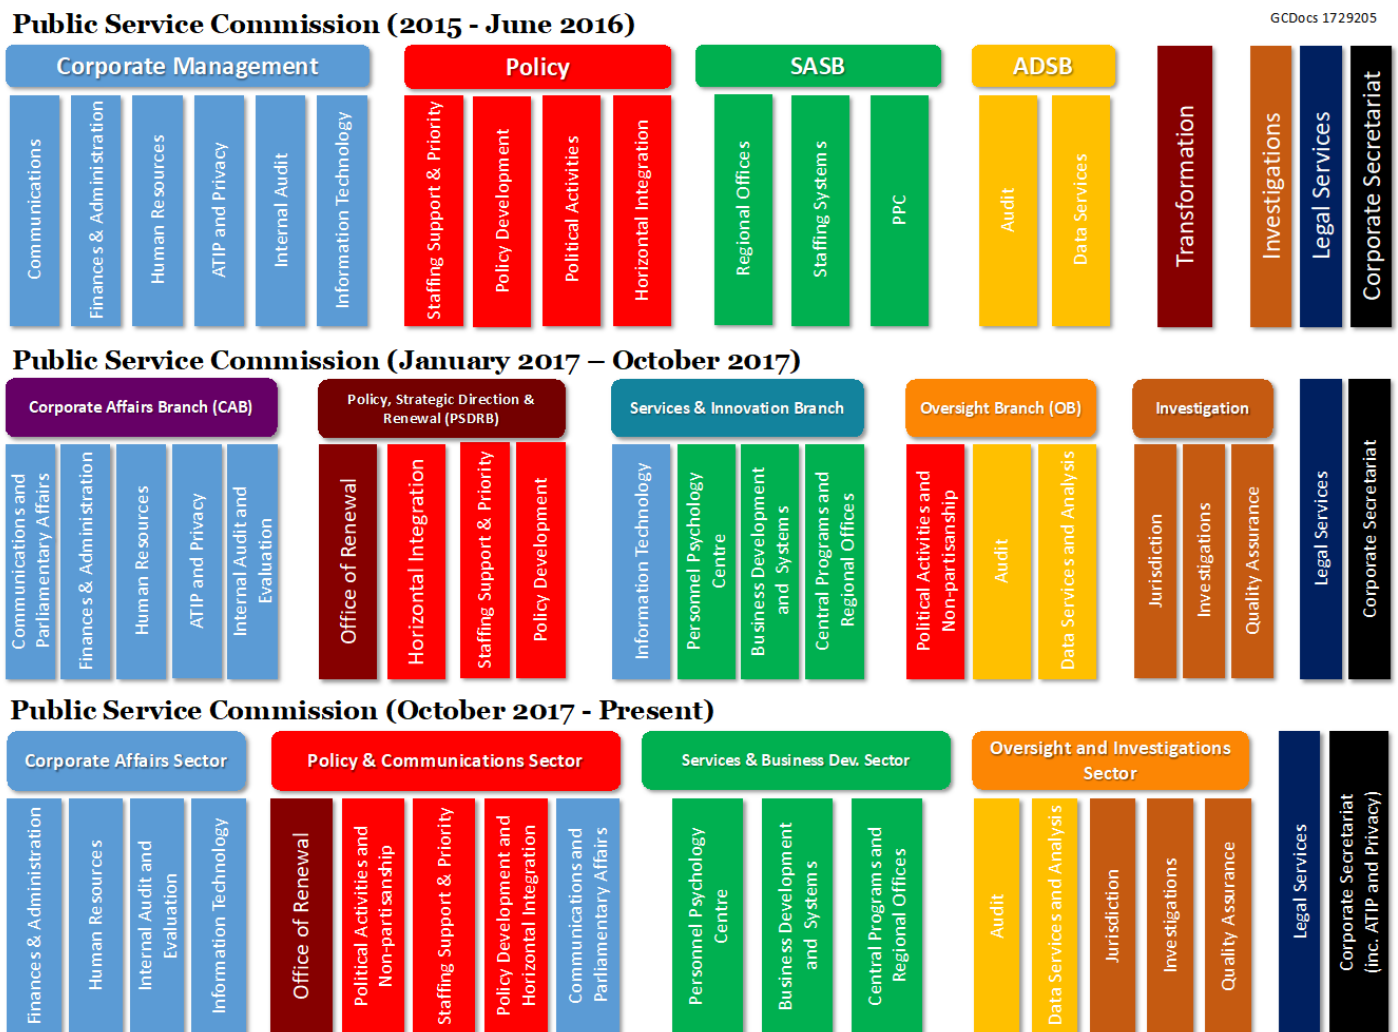 Public Service Commission (2015 - June 2016)
GCDocs 1729205
Corporate Management
Policy
SASB
ADSB
Communications
Finances & Administration
Human Resources
ATIP and Privacy
Internal Audit
Information Technology
Staffing Support & Priority
Policy Development
Political Activities
Horizontal Integration
Regional Offices
Staffing Systems
PPC
Audit
Data Services
Transformation
Investigations
Legal Services
Corporate Secretariat
Public Service Commission (January 2017 – October 2017)
Corporate Affairs Branch (CAB)
Policy, Strategic Direction &
Renewal (PSDRB)
Services & Innovation Branch
Oversight Branch (OB)
Investigation
Communications and
Parliamentary Affairs
Finances & Administration
Human Resources
ATIP and Privacy
Internal Audit and
Evaluation
Office of Renewal
Horizontal Integration
Staffing Support & Priority
Policy Development
Information Technology
Personnel Psychology
Centre
Business Development
and Systems
Central Programs and
Regional Offices
Political Activities and
Non-partisanship
Audit
Data Services and Analysis
Jurisdiction
Investigations
Quality Assurance
Legal Services
Corporate Secretariat
Public Service Commission (October 2017 - Present)
Corporate Affairs Sector
Policy & Communications Sector
Services & Business Dev. Sector
Oversight and Investigations
Sector
Finances & Administration
Human Resources
Internal Audit and
Evaluation
Information Technology
Office of Renewal
Political Activities and
Non-partisanship
Staffing Support & Priority
Policy Development and
Horizontal Integration
Communications and
Parliamentary Affairs
Personnel Psychology
Centre
Business Development
and Systems
Central Programs and
Regional Offices
Audit
Data Services and Analysis
Jurisdiction
Investigations
Quality Assurance
Legal Services
Corporate Secretariat
(inc. ATIP and Privacy)